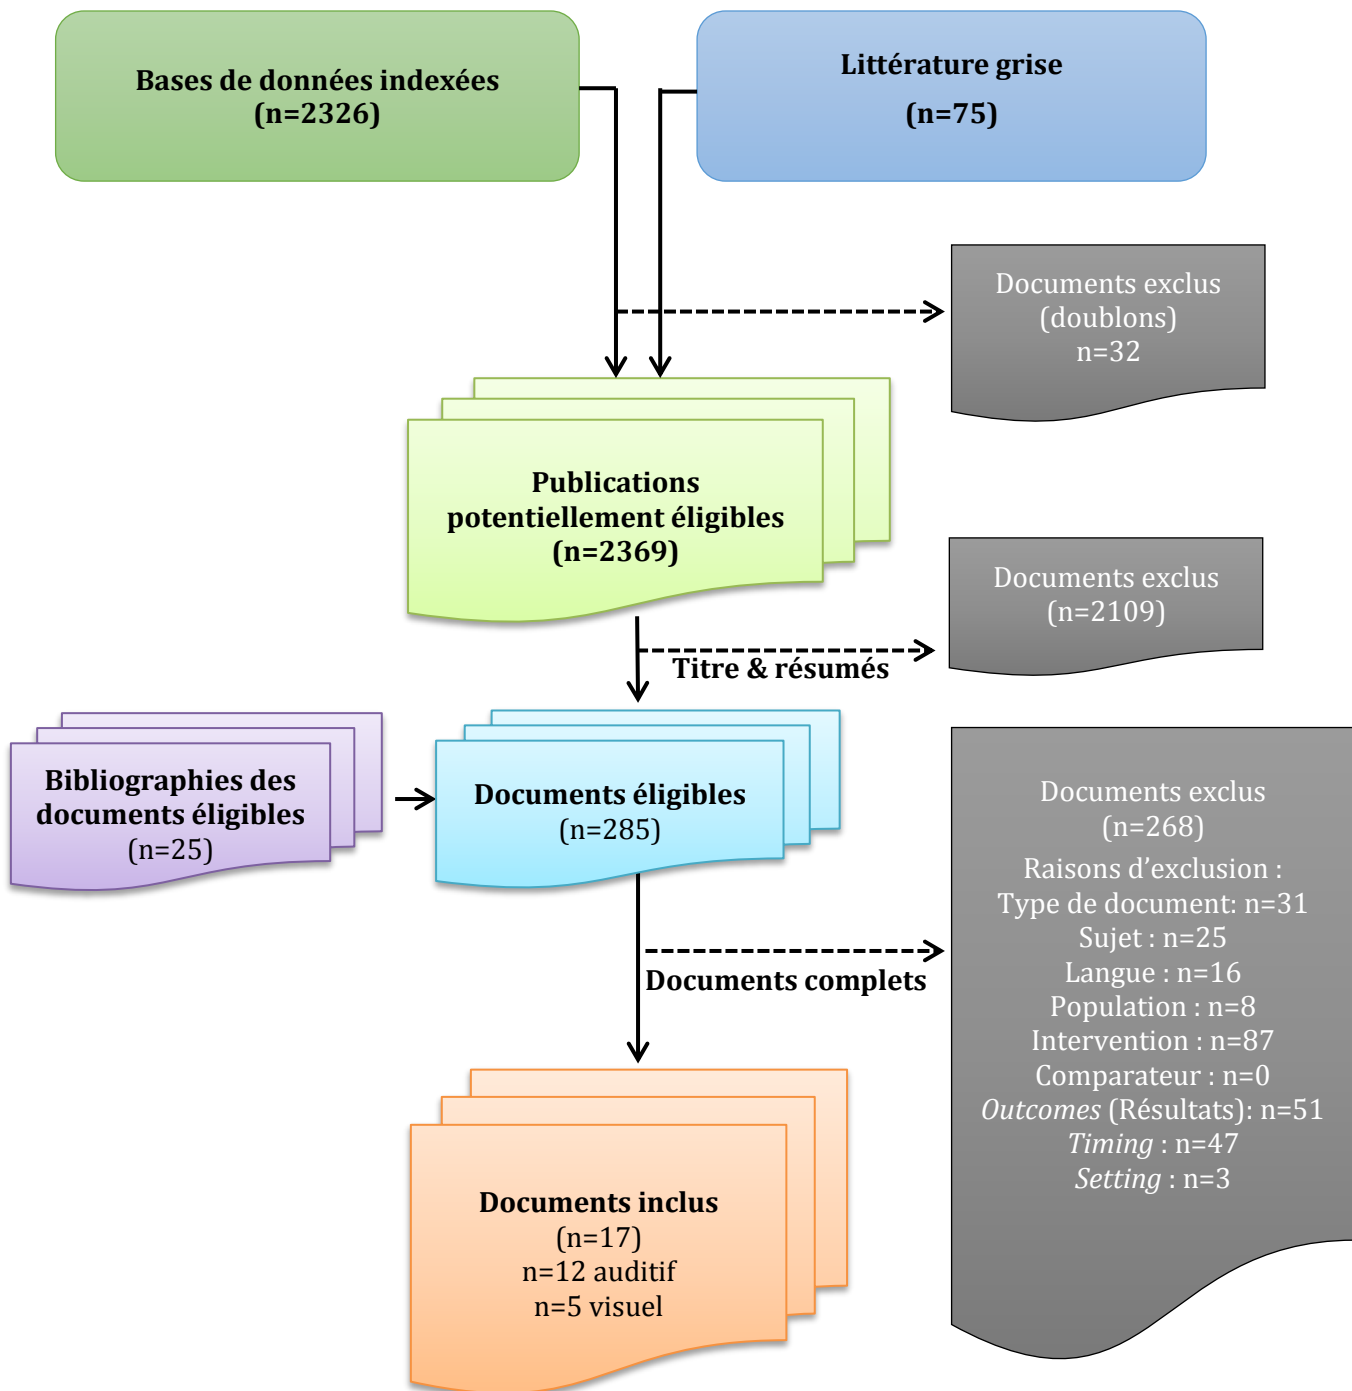 Bases de données indexées
(n=2326)
Littérature grise
(n=75)
Documents exclus
(doublons)
n=32
Publications
potentiellement éligibles
(n=2369)
Documents exclus
(n=2109)
Titre & résumés
Bibliographies des
documents éligibles
(n=25)
Documents éligibles
(n=285)
Documents exclus
(n=268)
Raisons d’exclusion :
Type de document: n=31
Sujet : n=25
Langue : n=16
Population : n=8
Intervention : n=87
Comparateur : n=0
Outcomes (Résultats): n=51
Timing : n=47
Setting : n=3
Documents complets
Documents inclus
(n=17)
n=12 auditif
n=5 visuel